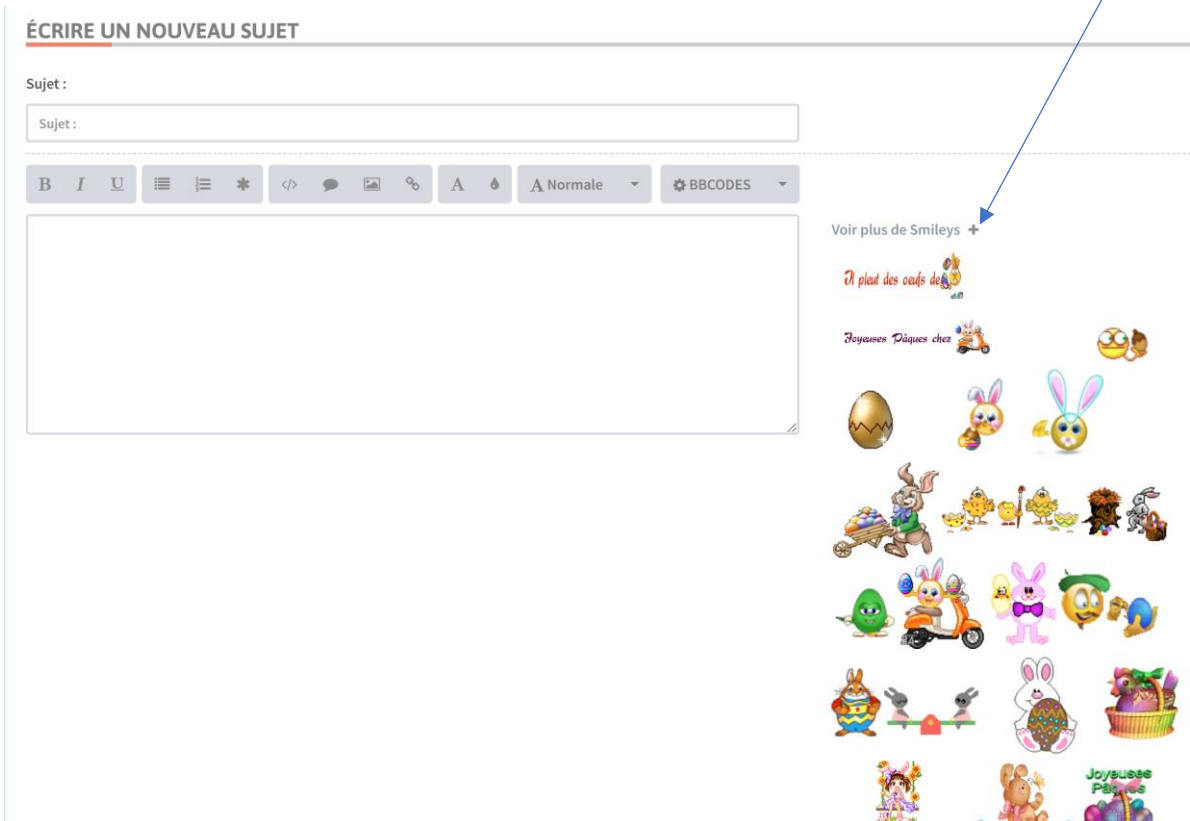 ÉCRIRE UN NOUVEAU SUJET
Sujet :
Sujet :
B I U A A Normale BBCODES
Voir plus de Smileys +
Il pleut des oeufs de
Joyeuses Pâques chez
Joyeuses
Pâques